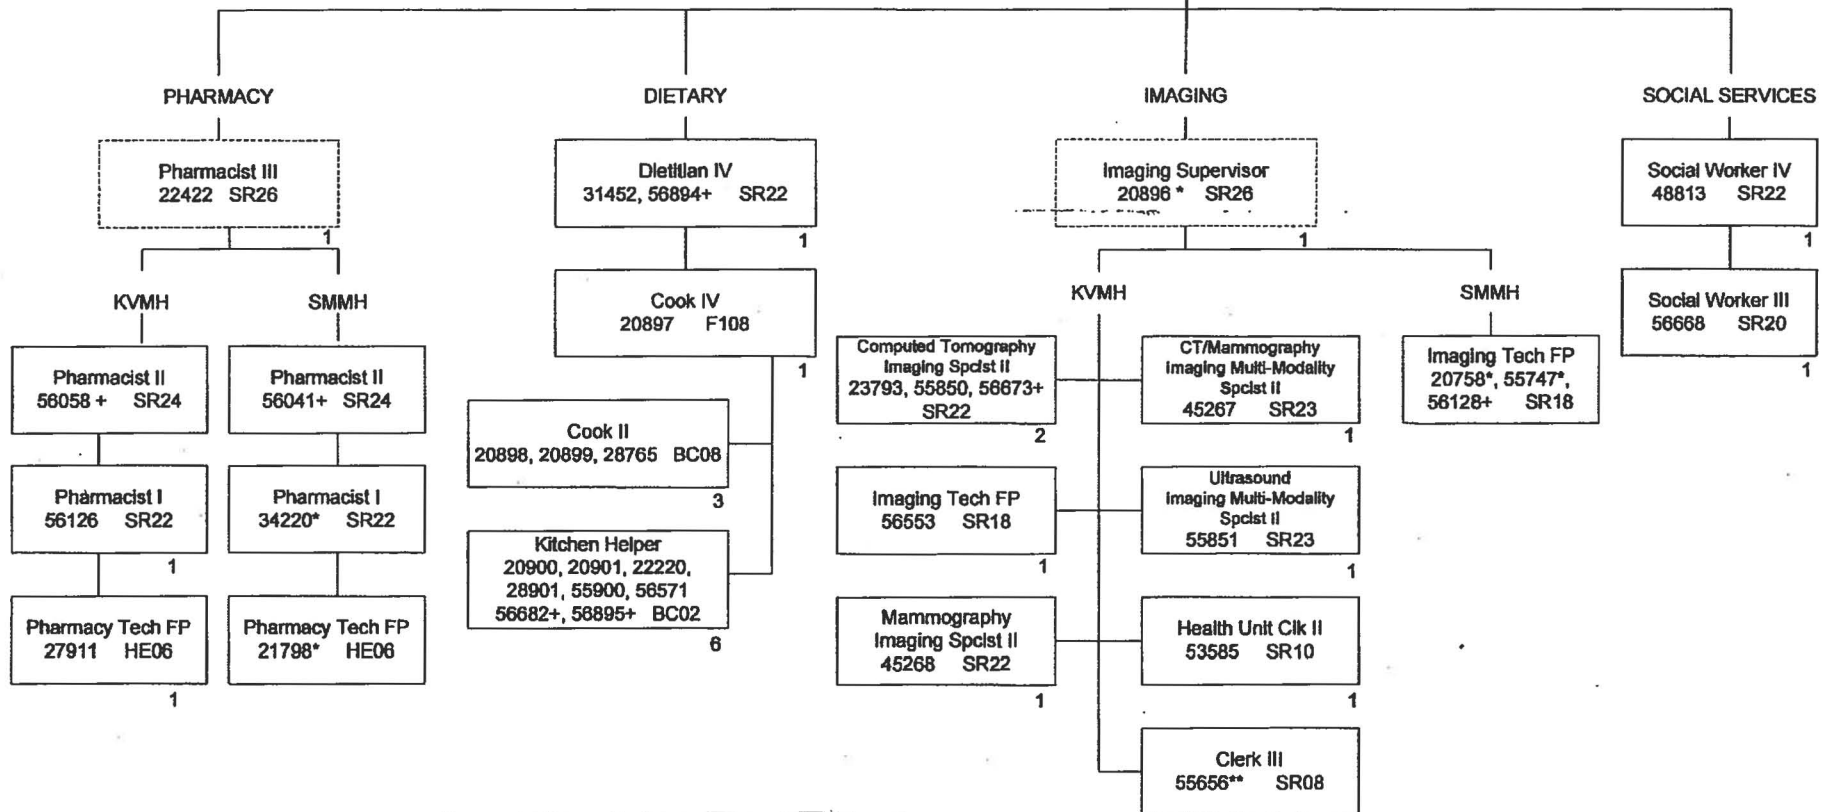 PHARMACY
Pharmacist III
22422 SR26
1
KVMH
Pharmacist II
56058 + SR24
Pharmacist I
56126 SR22
1
Pharmacy Tech FP
27911 HE06
1
SMMH
Pharmacist II
56041+ SR24
Pharmacist I
34220* SR22
Pharmacy Tech FP
21798* HE06
DIETARY
Dietitian IV
31452, 56894+ SR22
1
Cook IV
20897 F108
1
Cook II
20898, 20899, 28765 BC08
3
Kitchen Helper
20900, 20901, 22220,
28901, 55900, 56571
56682+, 56895+ BC02
6
IMAGING
Imaging Supervisor
20896 * SR26
1
KVMH
Computed Tomography
Imaging Spclst II
23793, 55850, 56673+
SR22
2
CT/Mammography
Imaging Multi-Modality
Spclst II
45267 SR23
1
Imaging Tech FP
56553 SR18
1
Ultrasound
Imaging Multi-Modality
Spclst II
55851 SR23
1
Mammography
Imaging Spclst II
45268 SR22
1
Health Unit Clk II
53585 SR10
1
Clerk III
55656** SR08
SMMH
Imaging Tech FP
20758*, 55747*,
56128+ SR18
SOCIAL SERVICES
Social Worker IV
48813 SR22
1
Social Worker III
56668 SR20
1